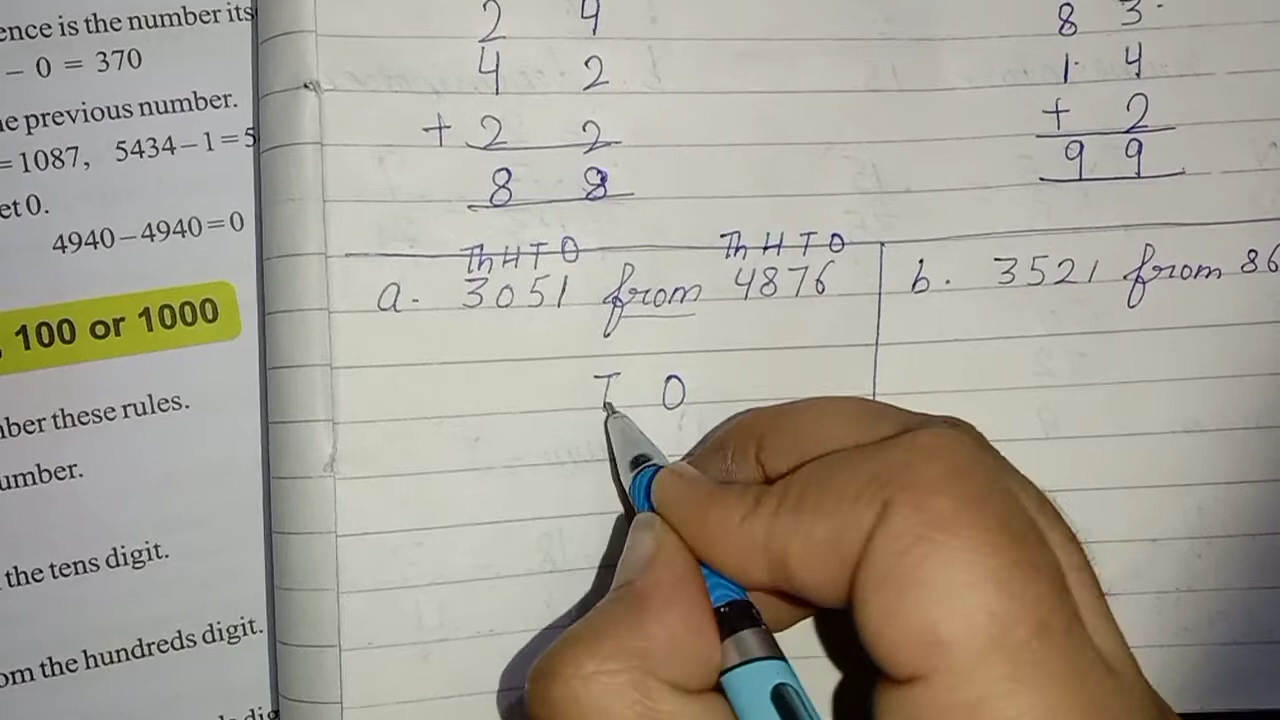 ence is the number its
– 0 = 370
e previous number.
= 1087, 5434 – 1 = 5
et 0.
4940 – 4940 = 0
100 or 1000
ber these rules.
umber.
the tens digit.
om the hundreds digit.
2 4
4 2
+ 2 2
8 8
8 3
1 4
+ 2
9 9
Th H T O Th H T O
a. 3051 from 4876
b. 3521 from 86
T O